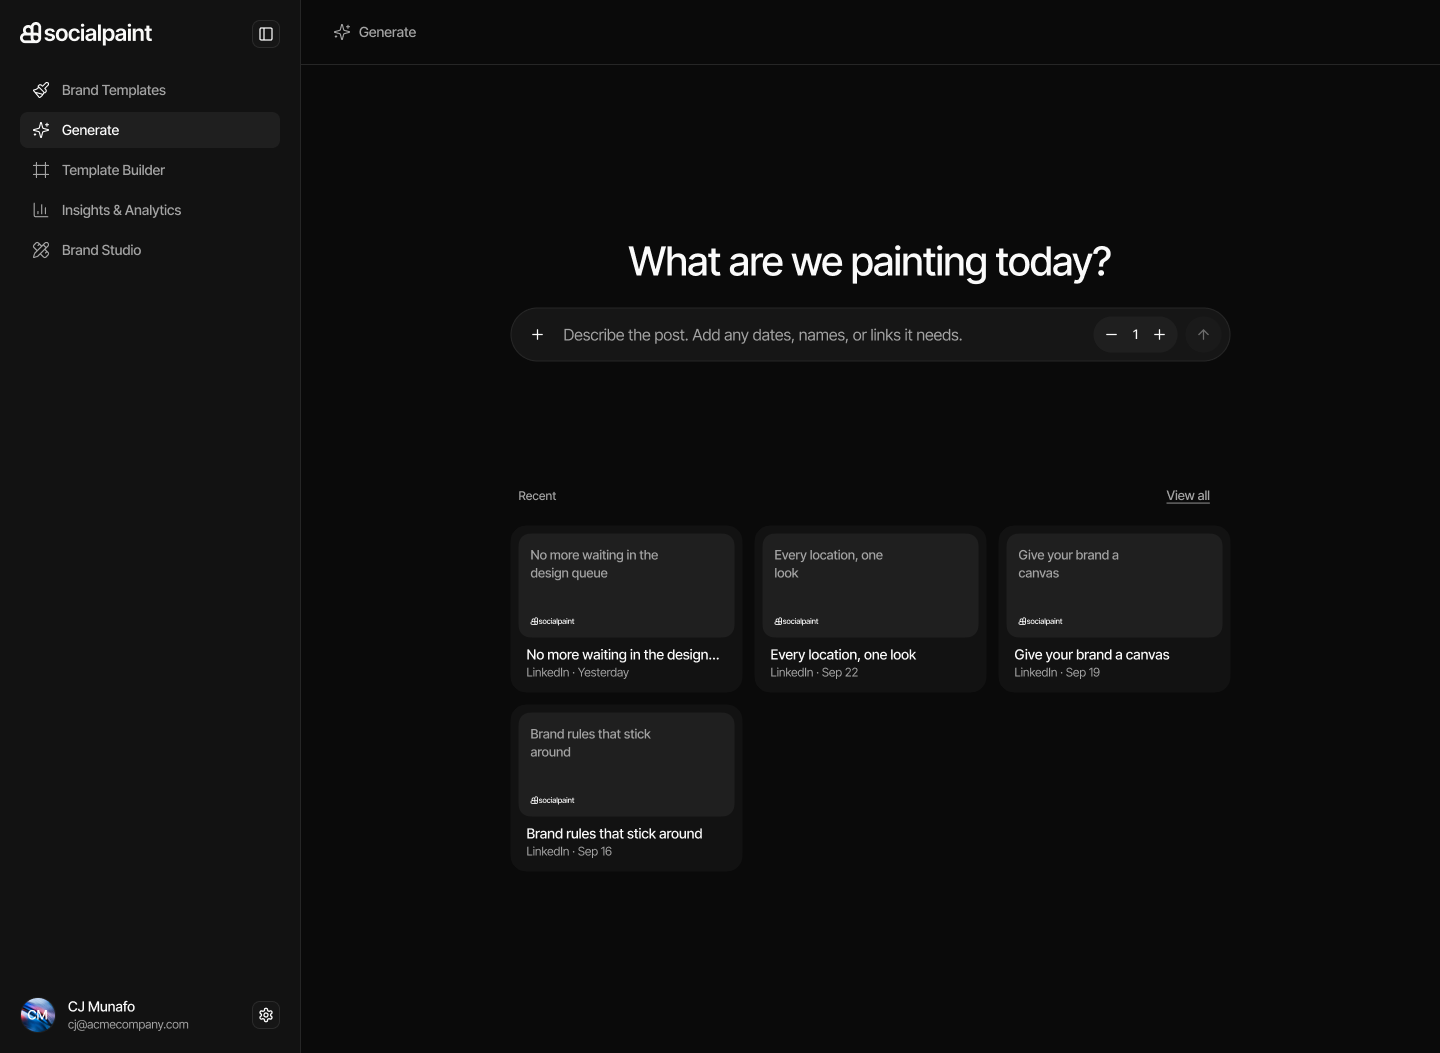 socialpaint
Generate
Brand Templates
Generate
Template Builder
Insights & Analytics
Brand Studio
What are we painting today?
Describe the post. Add any dates, names, or links it needs.
1
Recent
View all
No more waiting in the
design queue
socialpaint
No more waiting in the design...
LinkedIn · Yesterday
Every location, one
look
socialpaint
Every location, one look
LinkedIn · Sep 22
Give your brand a
canvas
socialpaint
Give your brand a canvas
LinkedIn · Sep 19
Brand rules that stick
around
socialpaint
Brand rules that stick around
LinkedIn · Sep 16
CM
CJ Munafo
cj@acmecompany.com